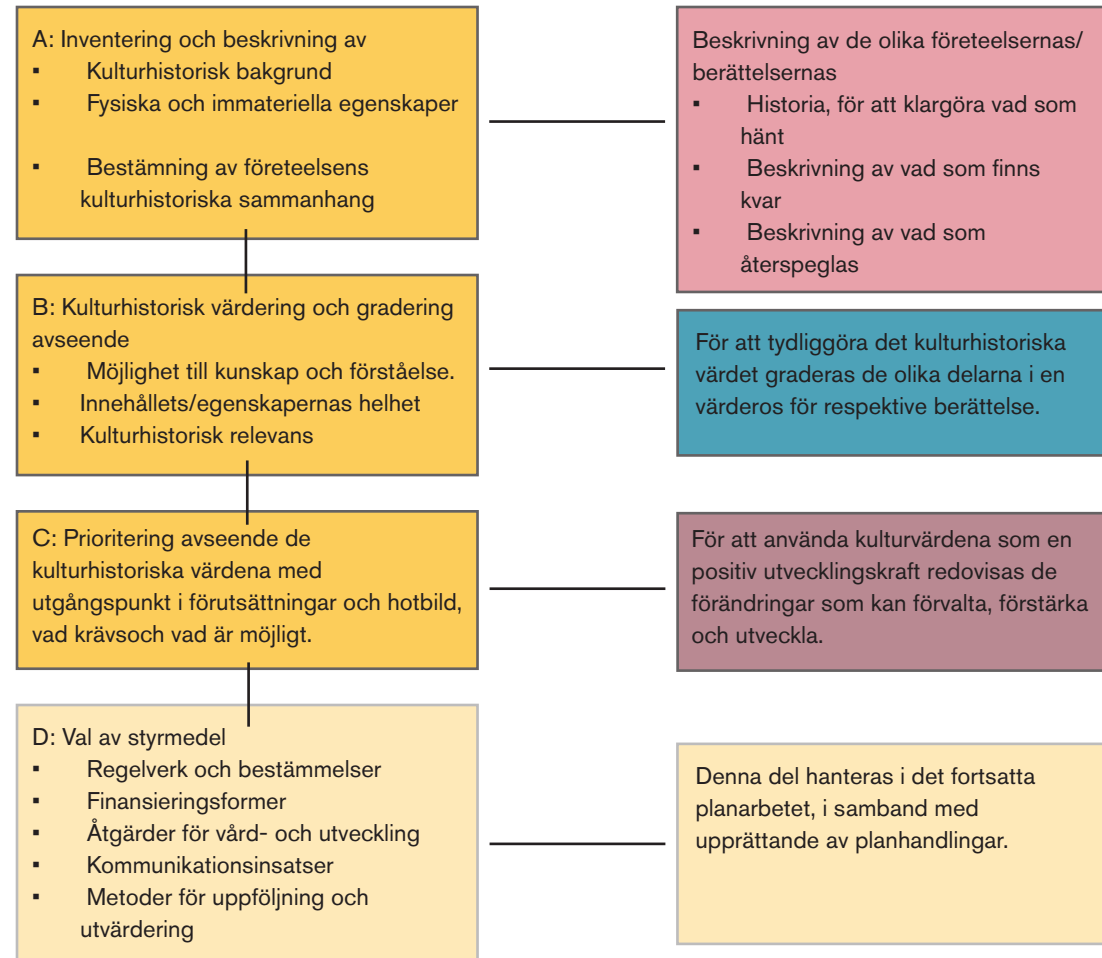 A: Inventering och beskrivning av
▪ Kulturhistorisk bakgrund
▪ Fysiska och immateriella egenskaper
▪ Bestämning av företeelsens
kulturhistoriska sammanhang
Beskrivning av de olika företeelsernas/
berättelsernas
▪ Historia, för att klargöra vad som
hänt
▪ Beskrivning av vad som finns
kvar
▪ Beskrivning av vad som
återspeglas
B: Kulturhistorisk värdering och gradering
avseende
▪ Möjlighet till kunskap och förståelse.
▪ Innehållets/egenskapernas helhet
▪ Kulturhistorisk relevans
För att tydliggöra det kulturhistoriska
värdet graderas de olika delarna i en
värderos för respektive berättelse.
C: Prioritering avseende de
kulturhistoriska värdena med
utgångspunkt i förutsättningar och hotbild,
vad krävsoch vad är möjligt.
För att använda kulturvärdena som en
positiv utvecklingskraft redovisas de
förändringar som kan förvalta, förstärka
och utveckla.
D: Val av styrmedel
▪ Regelverk och bestämmelser
▪ Finansieringsformer
▪ Åtgärder för vård- och utveckling
▪ Kommunikationsinsatser
▪ Metoder för uppföljning och
utvärdering
Denna del hanteras i det fortsatta
planarbetet, i samband med
upprättande av planhandlingar.